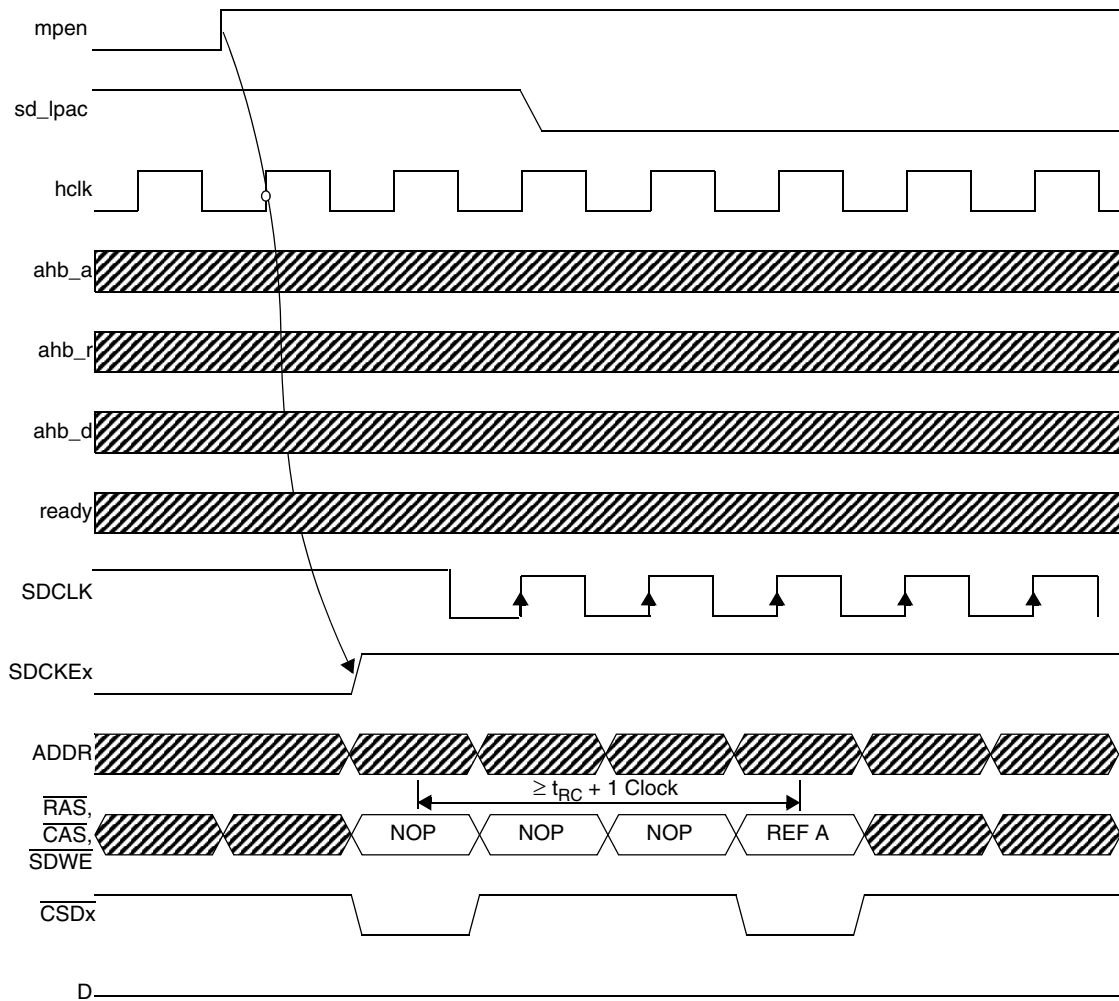 mpen
sd_lpac
hclk
ahb_a
ahb_r
ahb_d
ready
SDCLK
SDCKEx
ADDR
≥ tRC + 1 Clock
RAS,
CAS,
SDWE
NOP NOP NOP REF A
CSDx
D